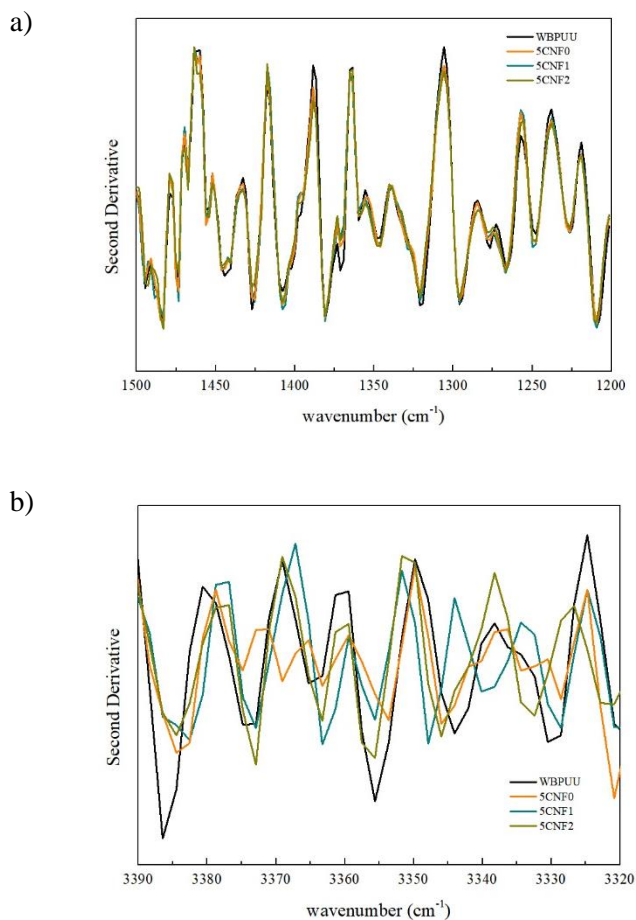 a)
WBPUU
5CNF0
5CNF1
5CNF2
Second Derivative
1500 1450 1400 1350 1300 1250 1200
wavenumber (cm⁻¹)
b)
Second Derivative
WBPUU
5CNF0
5CNF1
5CNF2
3390 3380 3370 3360 3350 3340 3330 3320
wavenumber (cm⁻¹)